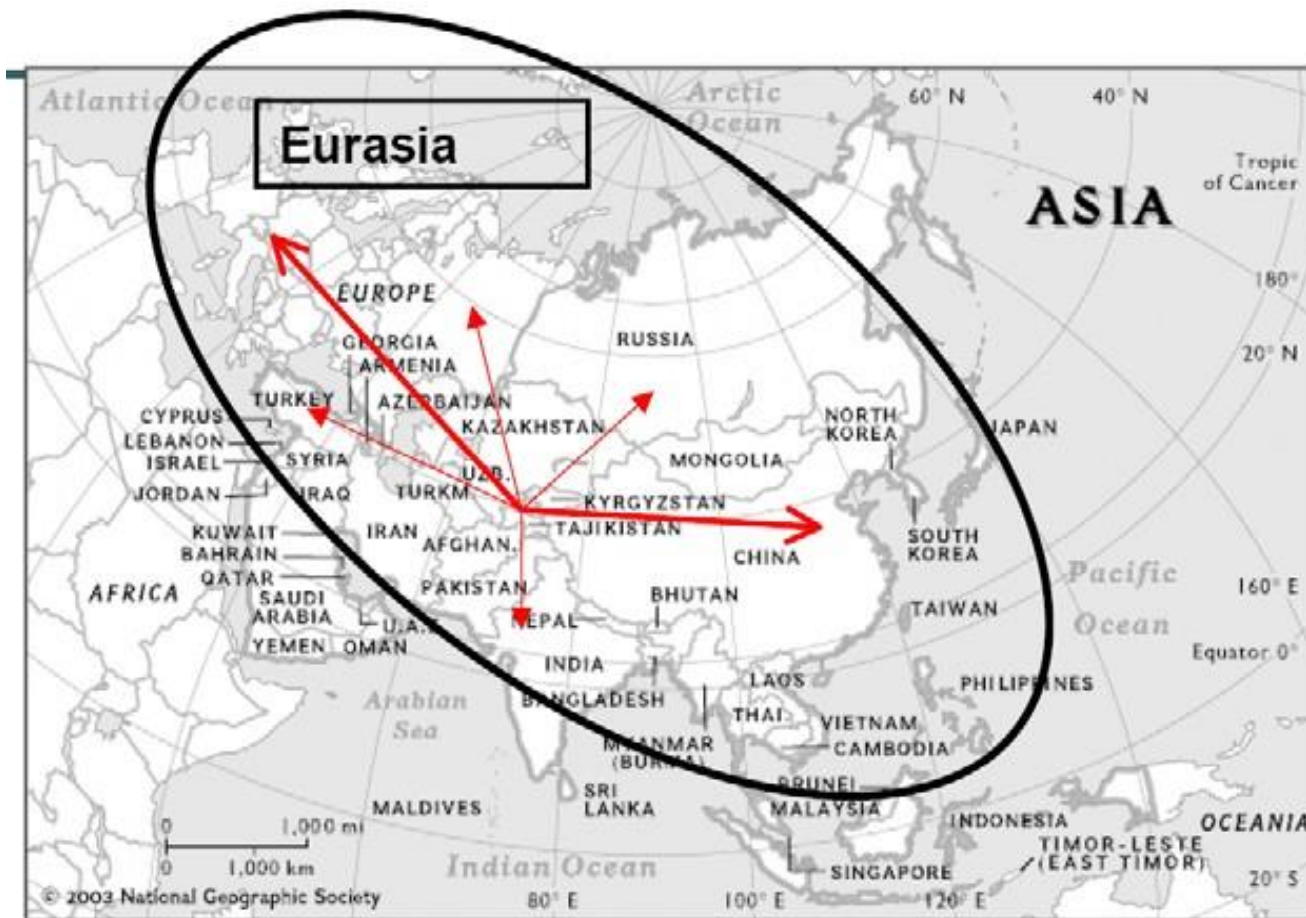 Atlantic Ocean
Arctic
Ocean
60° N
40° N
Eurasia
Tropic
of Cancer
ASIA
180°
EUROPE
20° N
RUSSIA
GEORGIA
ARMENIA
TURKEY
AZERBAIJAN
CYPRUS
KAZAKHSTAN
NORTH
KOREA
JAPAN
LEBANON
ISRAEL
SYRIA
UZB.
MONGOLIA
JORDAN
IRAQ
TURKM.
KYRGYZSTAN
TAJIKISTAN
KUWAIT
IRAN
AFGHAN.
CHINA
SOUTH
KOREA
BAHRAIN
QATAR
PAKISTAN
BHUTAN
Pacific
Ocean
160° E
AFRICA
SAUDI
ARABIA
U.A.E.
NEPAL
TAIWAN
YEMEN
OMAN
INDIA
Equator 0°
BANGLADESH
LAOS
PHILIPPINES
Arabian
Sea
THAI.
VIETNAM
CAMBODIA
MYANMAR
(BURMA)
BRUNEI
MALDIVES
SRI
LANKA
MALAYSIA
INDONESIA
OCEANIA
0
1,000 mi
0
1,000 km
TIMOR-LESTE
(EAST TIMOR)
Indian Ocean
SINGAPORE
20° S
© 2003 National Geographic Society
80° E
100° E
120° E